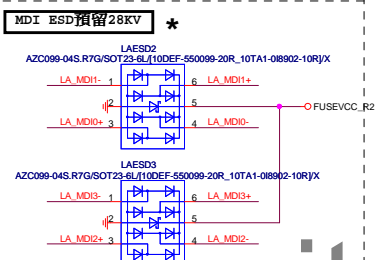 MDI ESD預留28KV *
LAESD2
AZC099-04S.R7G/SOT23-6L/[10DEF-550099-20R_10TA1-0I8902-10R]/X
LA_MDI1- 1 6 LA_MDI1+
2 5 FUSEVCC_R2
LA_MDI0+ 3 4 LA_MDI0-
LAESD3
AZC099-04S.R7G/SOT23-6L/[10DEF-550099-20R_10TA1-0I8902-10R]/X
LA_MDI3- 1 6 LA_MDI3+
2 5
LA_MDI2+ 3 4 LA_MDI2-